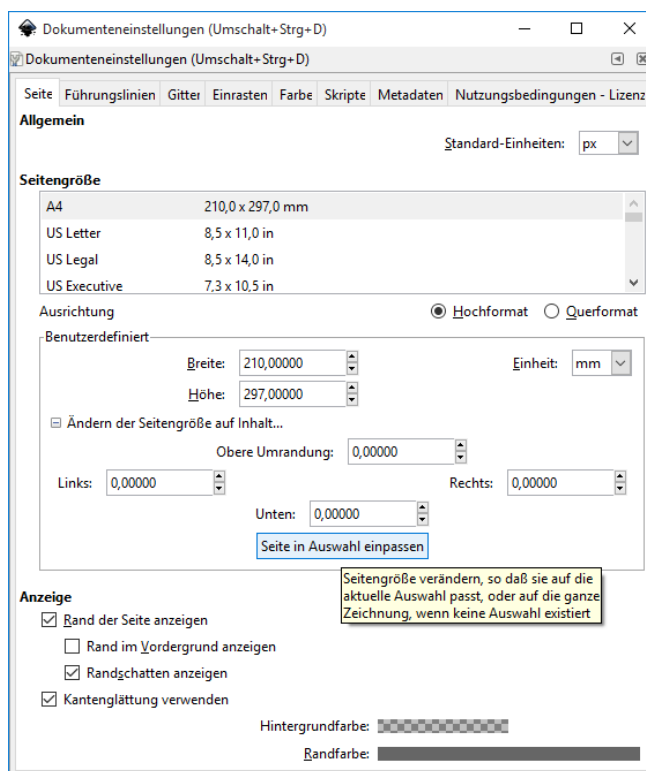 Dokumenteneinstellungen (Umschalt+Strg+D)
Dokumenteneinstellungen (Umschalt+Strg+D)
Seite Führungslinien Gitter Einrasten Farbe Skripte Metadaten Nutzungsbedingungen - Lizenz
Allgemein
Standard-Einheiten: px
Seitengröße
A4 210,0 x 297,0 mm
US Letter 8,5 x 11,0 in
US Legal 8,5 x 14,0 in
US Executive 7,3 x 10,5 in
Ausrichtung Hochformat Querformat
Benutzerdefiniert
Breite: 210,00000 Einheit: mm
Höhe: 297,00000
Ändern der Seitengröße auf Inhalt...
Obere Umrandung: 0,00000
Links: 0,00000 Rechts: 0,00000
Unten: 0,00000
Seite in Auswahl einpassen
Seitengröße verändern, so daß sie auf die
aktuelle Auswahl passt, oder auf die ganze
Zeichnung, wenn keine Auswahl existiert
Anzeige
Rand der Seite anzeigen
Rand im Vordergrund anzeigen
Randschatten anzeigen
Kantenglättung verwenden
Hintergrundfarbe:
Randfarbe: